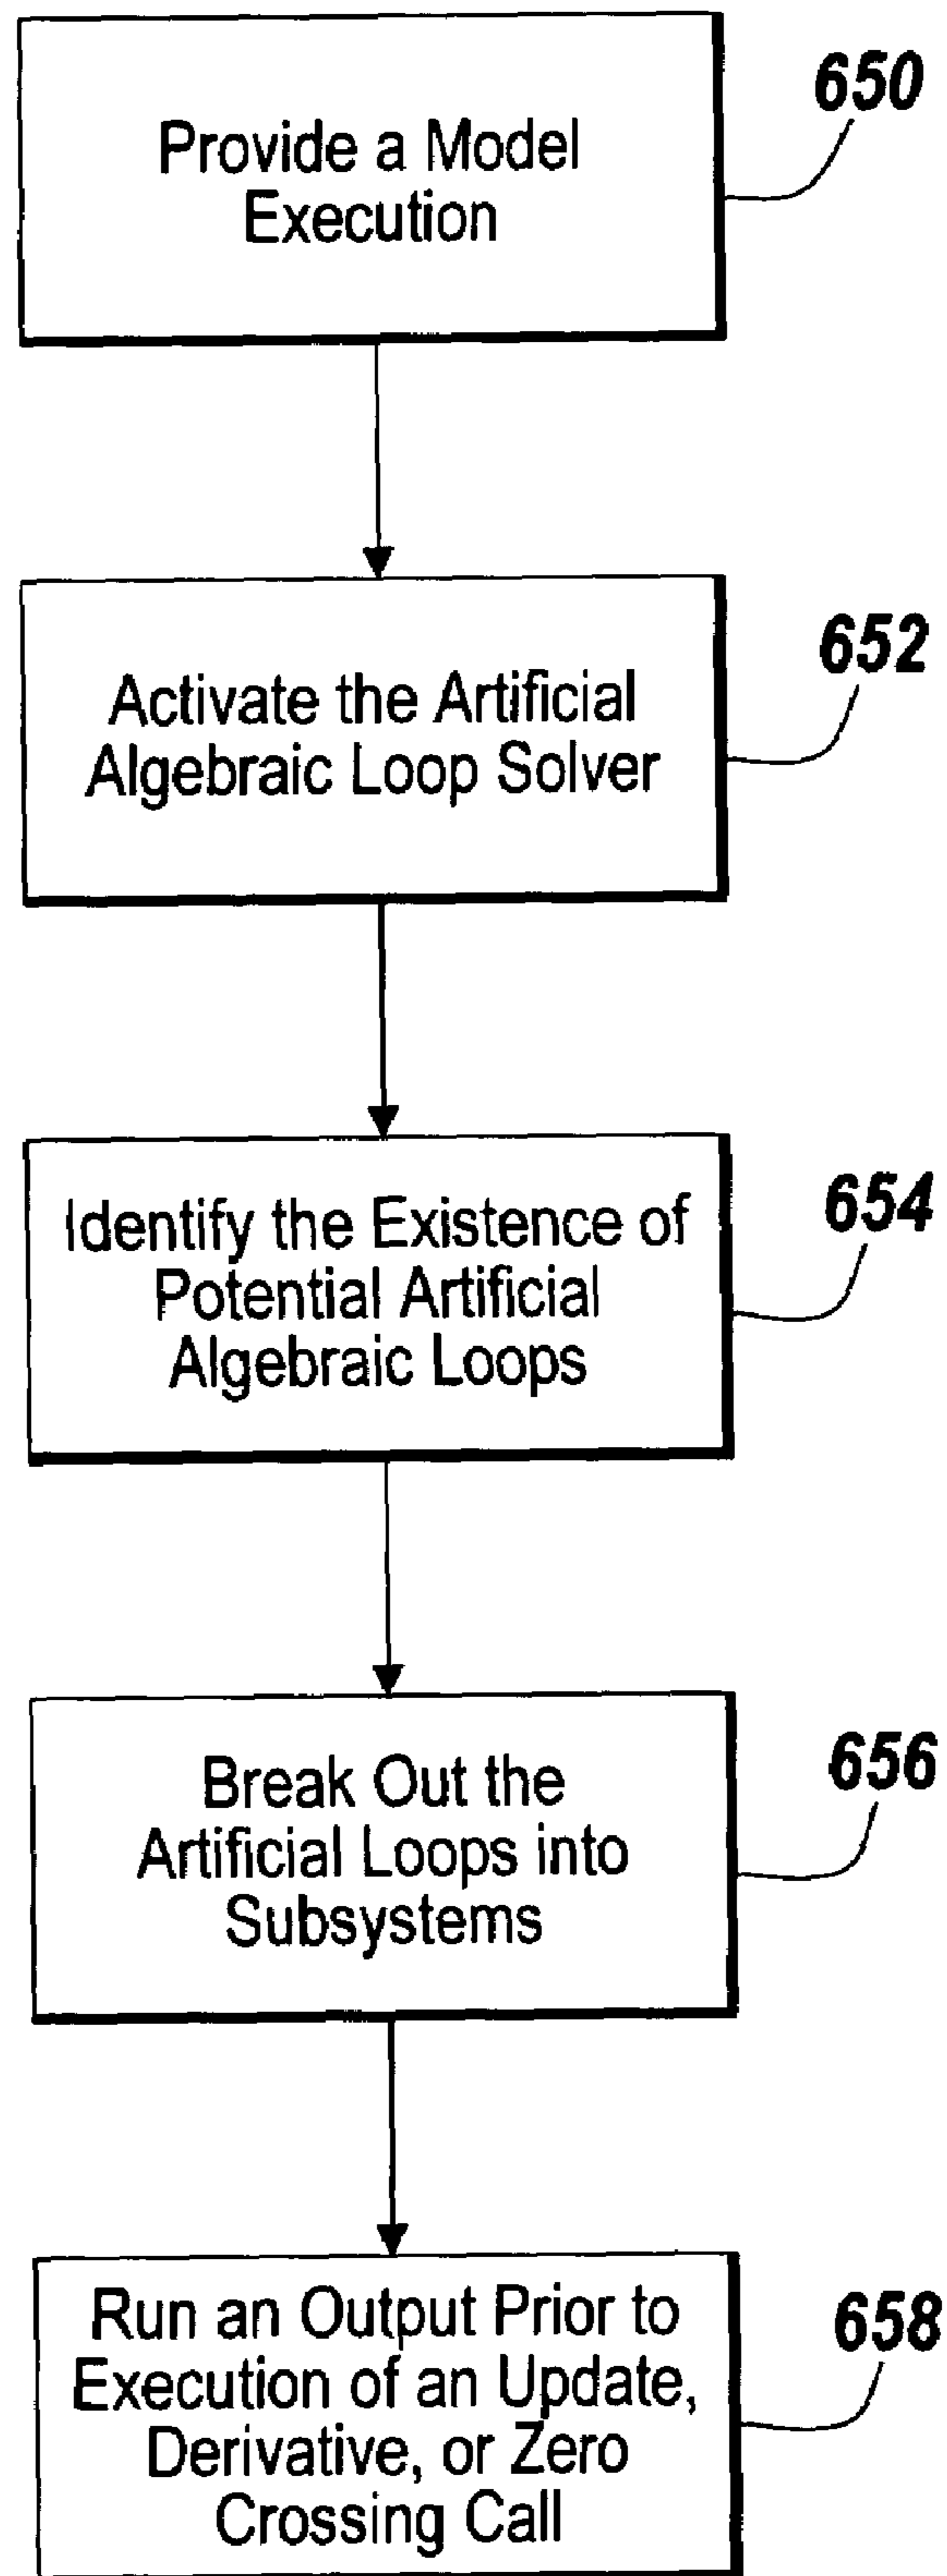 Provide a Model
Execution
650
Activate the Artificial
Algebraic Loop Solver
652
Identify the Existence of
Potential Artificial
Algebraic Loops
654
Break Out the
Artificial Loops into
Subsystems
656
Run an Output Prior to
Execution of an Update,
Derivative, or Zero
Crossing Call
658